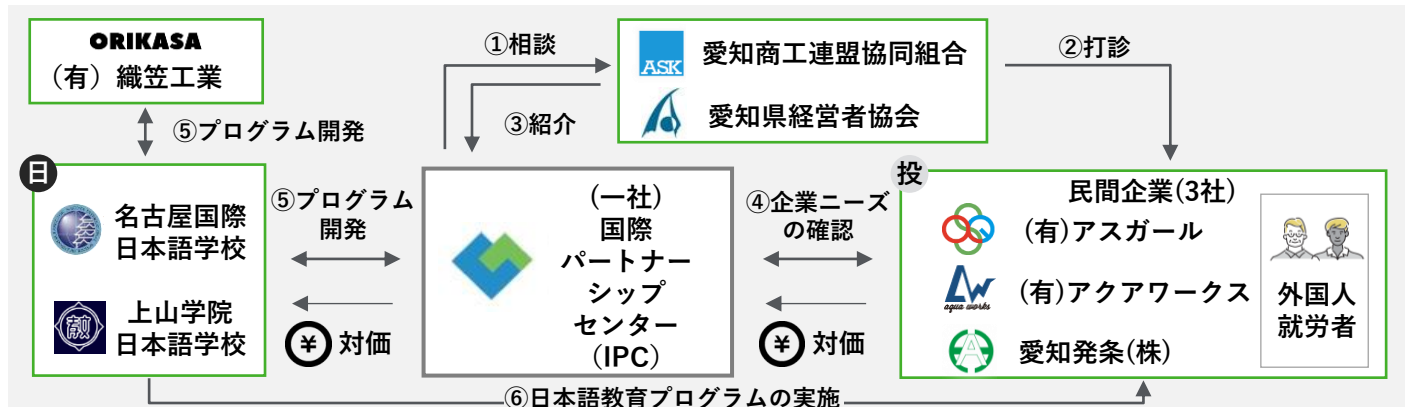 ORIKASA
(有) 織笠工業
①相談
ASK
愛知商工連盟協同組合
愛知県経営者協会
②打診
③紹介
⑤プログラム開発
日
名古屋国際
日本語学校
上山学院
日本語学校
⑤プログラム
開発
¥ 対価
(一社)
国際
パートナー
シップ
センター
(IPC)
④企業ニーズ
の確認
¥ 対価
投
民間企業(3社)
(有)アスガール
AW
aqua works
(有)アクアワークス
愛知発条(株)
外国人
就労者
⑥日本語教育プログラムの実施